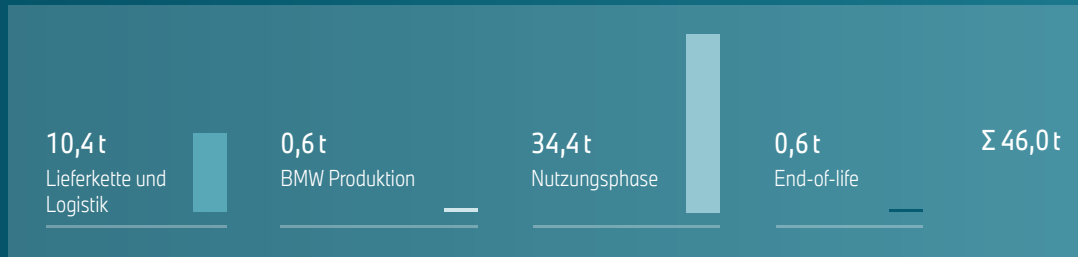 10,4 t
Lieferkette und
Logistik
0,6 t
BMW Produktion
34,4 t
Nutzungsphase
0,6 t
End-of-life
Σ 46,0 t